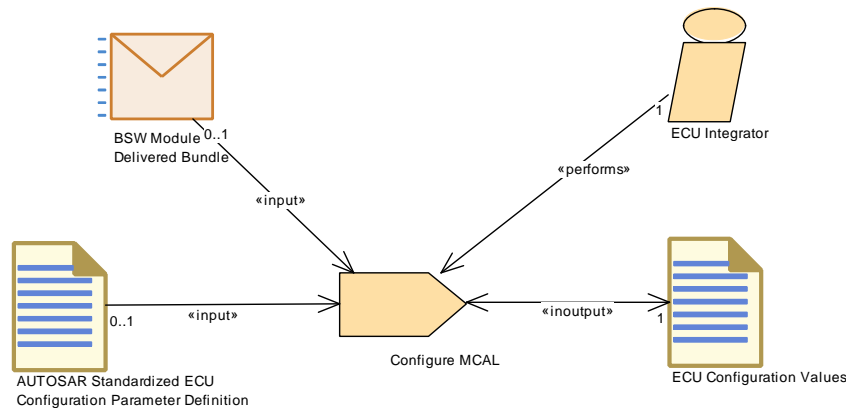 BSW Module
Delivered Bundle
0..1
ECU Integrator
1
«performs»
«input»
AUTOSAR Standardized ECU
Configuration Parameter Definition
0..1
«input»
Configure MCAL
«inoutput»
1
ECU Configuration Values